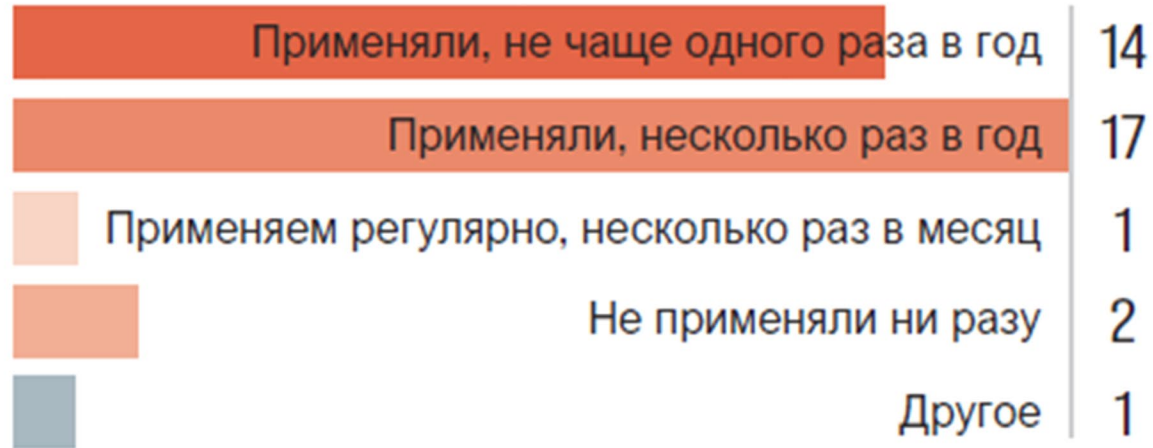 Применяли, не чаще одного раза в год 14
Применяли, несколько раз в год 17
Применяем регулярно, несколько раз в месяц 1
Не применяли ни разу 2
Другое 1